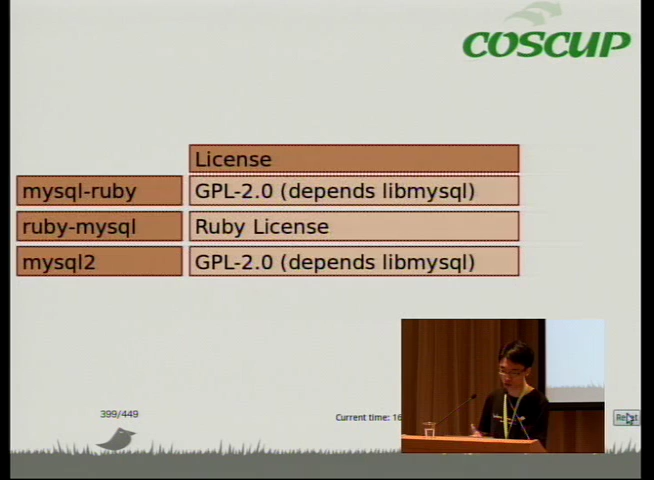 COSCUP
License
mysql-ruby GPL-2.0 (depends libmysql)
ruby-mysql Ruby License
mysql2 GPL-2.0 (depends libmysql)
399/449
Current time: 16